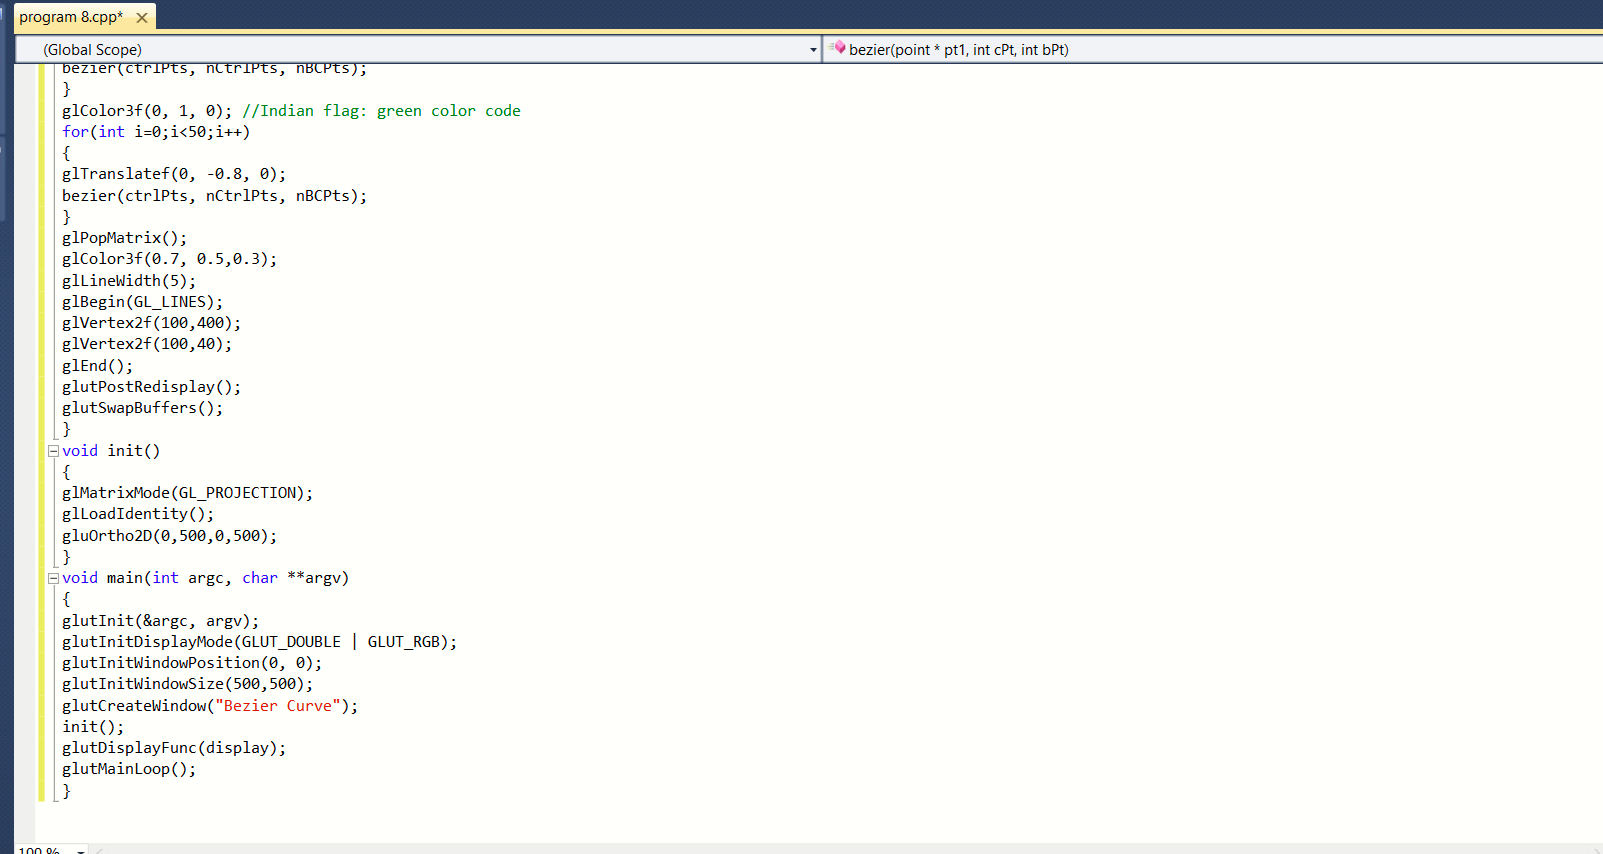 program 8.cpp*
(Global Scope)
bezier(point * pt1, int cPt, int bPt)
bezier(ctrlPts, nCtrlPts, nBCPts);
}
glColor3f(0, 1, 0); //Indian flag: green color code
for(int i=0;i<50;i++)
{
glTranslatef(0, -0.8, 0);
bezier(ctrlPts, nCtrlPts, nBCPts);
}
glPopMatrix();
glColor3f(0.7, 0.5,0.3);
glLineWidth(5);
glBegin(GL_LINES);
glVertex2f(100,400);
glVertex2f(100,40);
glEnd();
glutPostRedisplay();
glutSwapBuffers();
}
void init()
{
glMatrixMode(GL_PROJECTION);
glLoadIdentity();
gluOrtho2D(0,500,0,500);
}
void main(int argc, char **argv)
{
glutInit(&argc, argv);
glutInitDisplayMode(GLUT_DOUBLE | GLUT_RGB);
glutInitWindowPosition(0, 0);
glutInitWindowSize(500,500);
glutCreateWindow("Bezier Curve");
init();
glutDisplayFunc(display);
glutMainLoop();
}
100 %